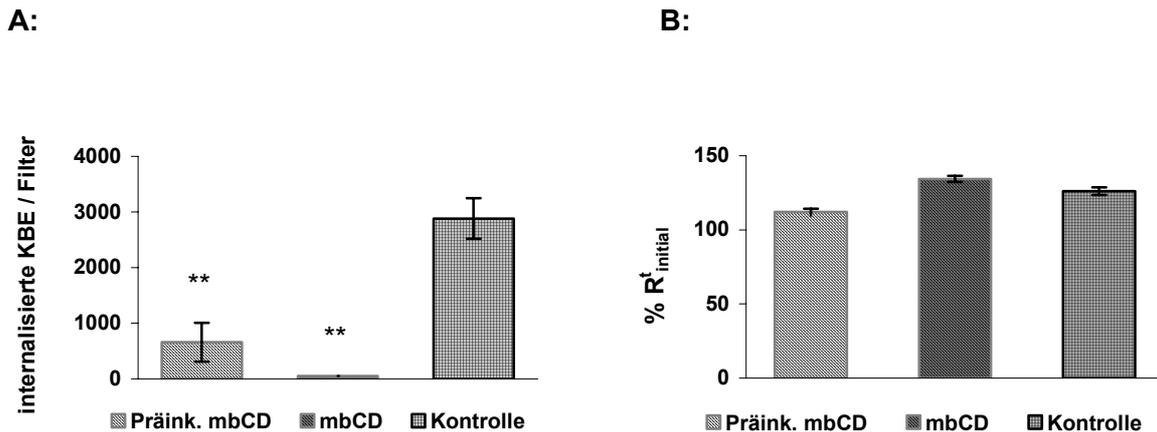 A:
internalisierte KBE / Filter
4000
3000
2000
1000
0
**
**
Präink. mbCD mbCD Kontrolle
B:
% Rᵗinitial
150
100
50
0
Präink. mbCD mbCD Kontrolle